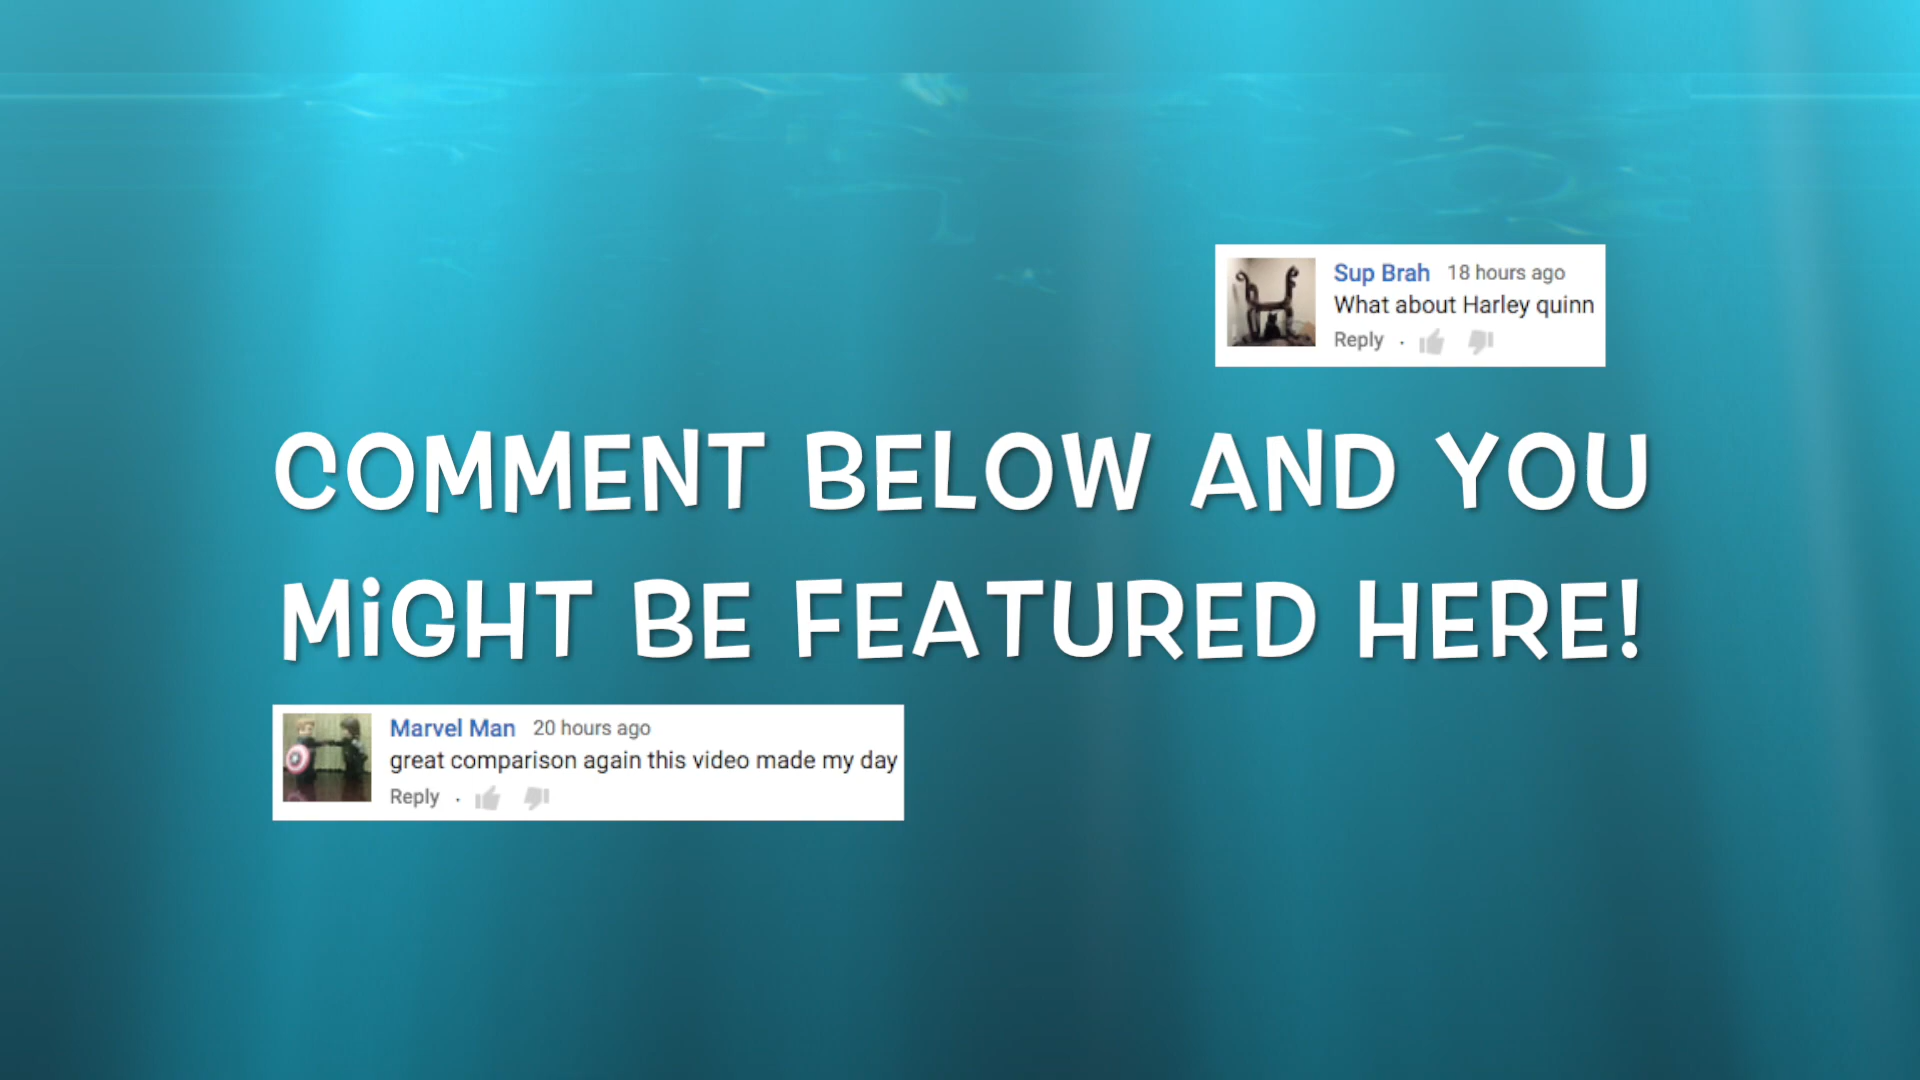 Sup Brah 18 hours ago
What about Harley quinn
Reply ·
COMMENT BELOW AND YOU
MiGHT BE FEATURED HERE!
Marvel Man 20 hours ago
great comparison again this video made my day
Reply ·